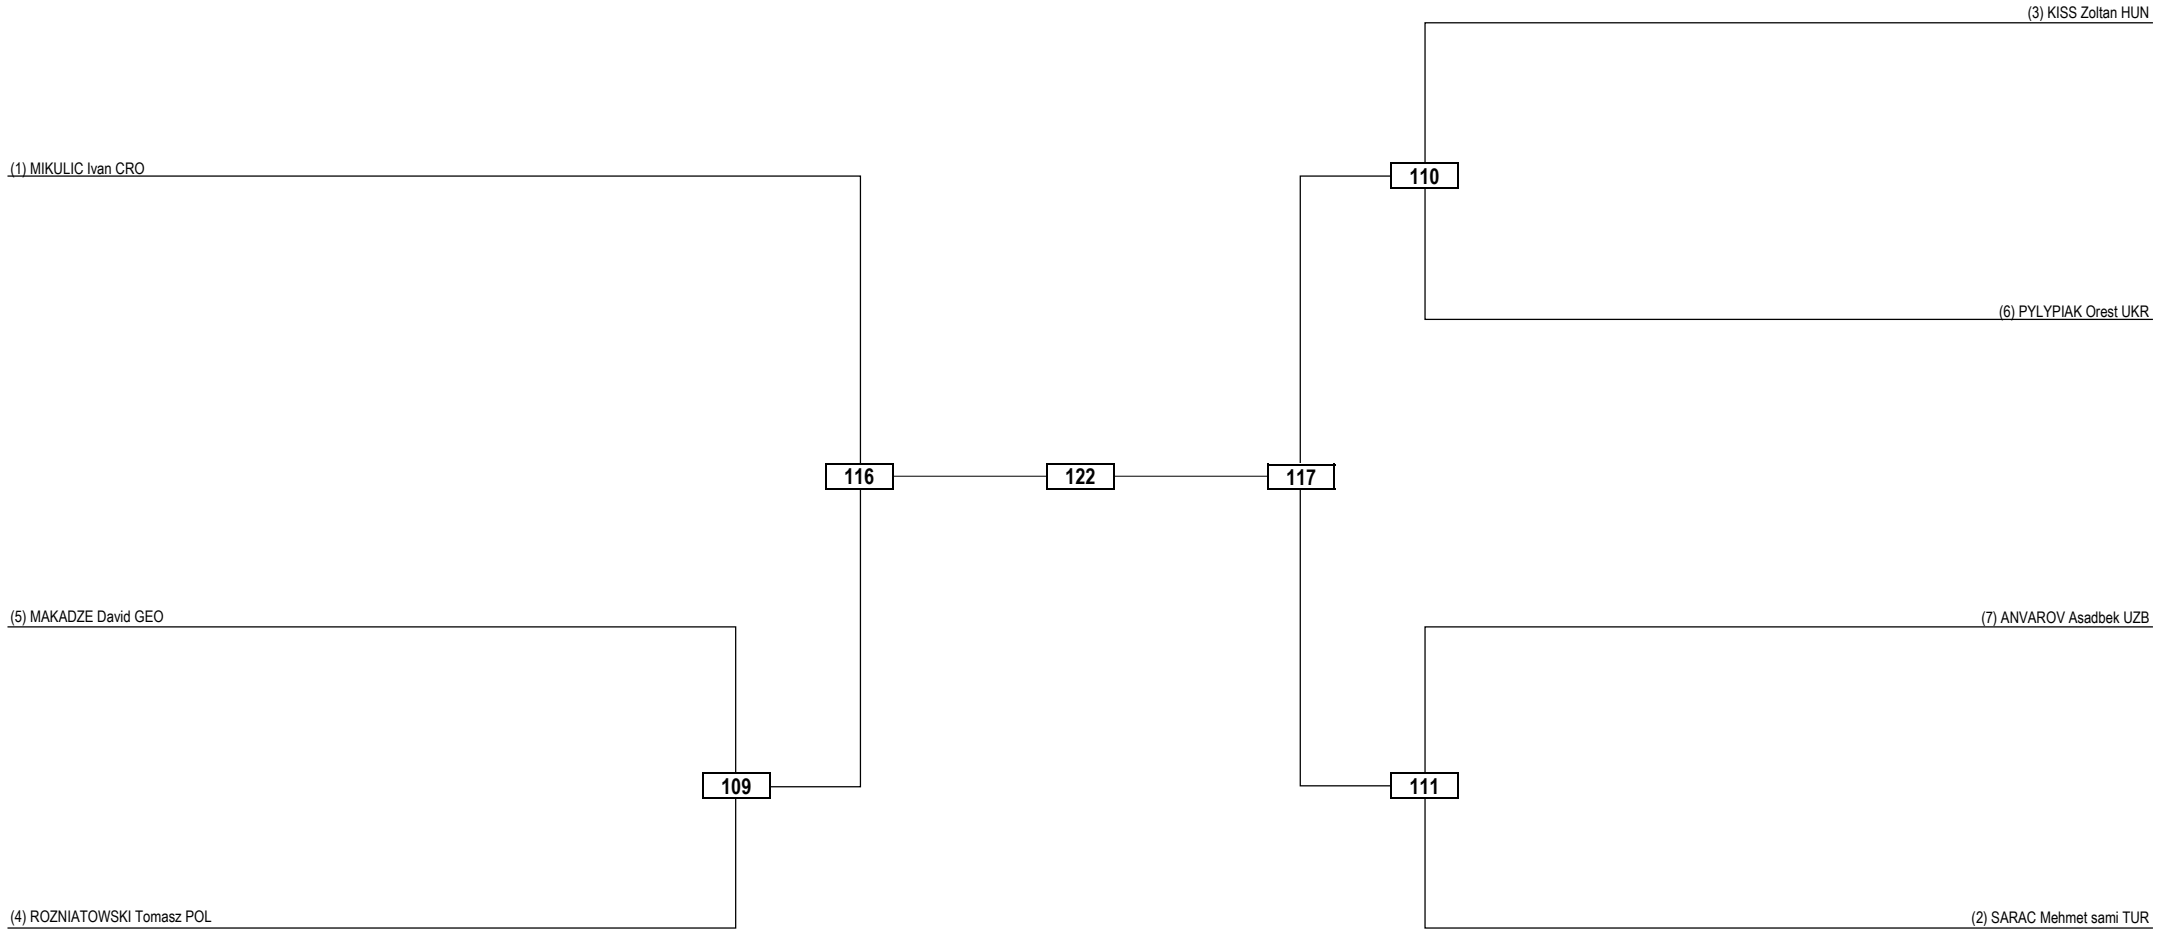 (3) KISS Zoltan HUN
(1) MIKULIC Ivan CRO
110
(6) PYLYPIAK Orest UKR
116
122
117
(5) MAKADZE David GEO
(7) ANVAROV Asadbek UZB
109
111
(4) ROZNIATOWSKI Tomasz POL
(2) SARAC Mehmet sami TUR